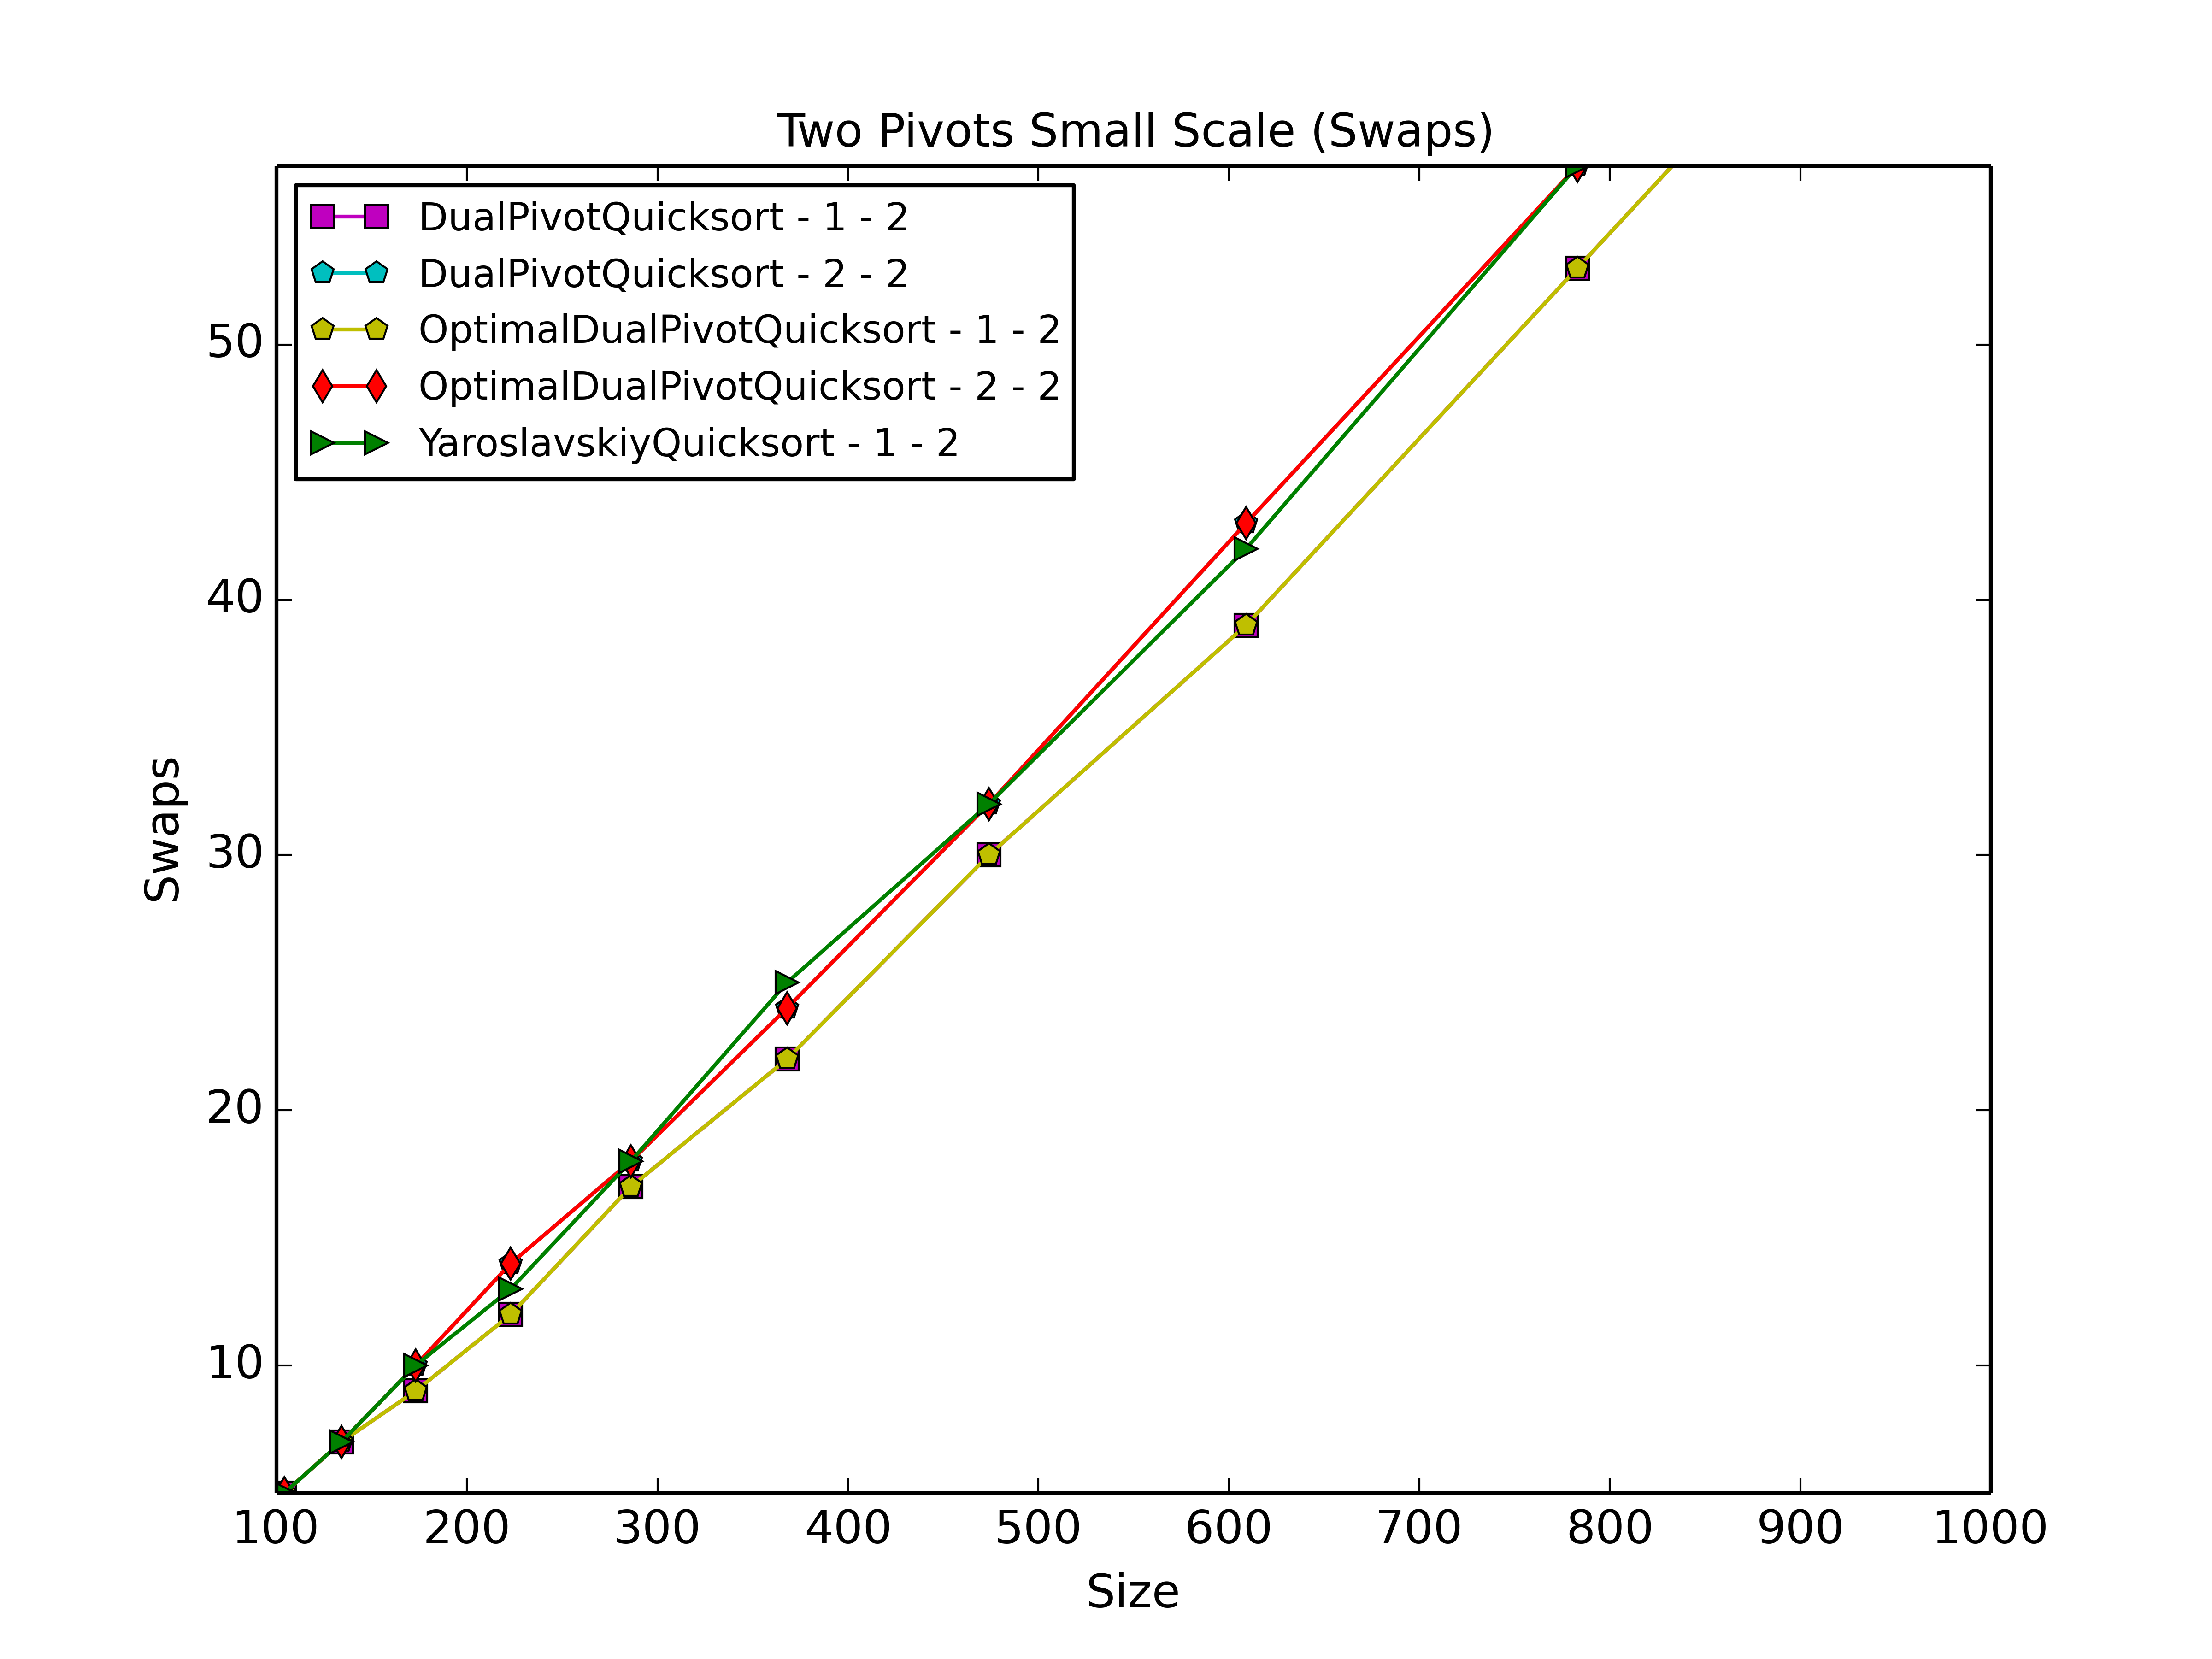 Two Pivots Small Scale (Swaps)
DualPivotQuicksort - 1 - 2
DualPivotQuicksort - 2 - 2
OptimalDualPivotQuicksort - 1 - 2
OptimalDualPivotQuicksort - 2 - 2
YaroslavskiyQuicksort - 1 - 2
50
40
30
20
10
Swaps
100 200 300 400 500 600 700 800 900 1000
Size